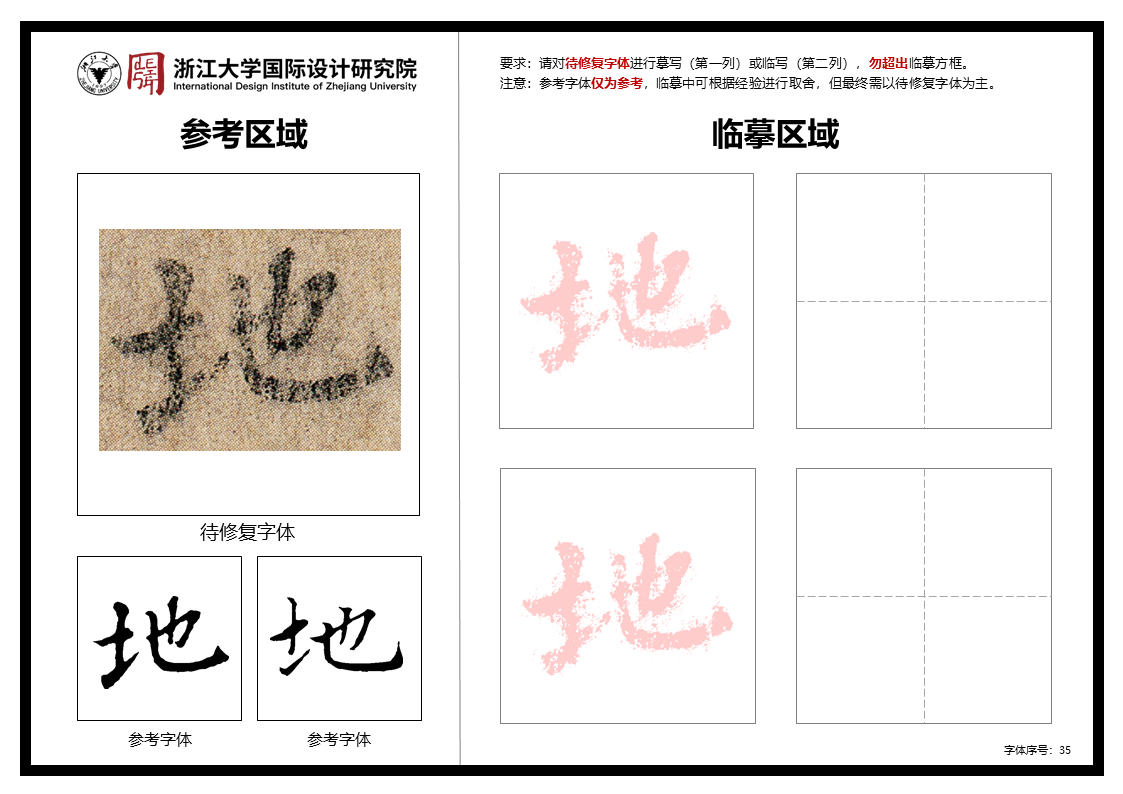 浙江大学国际设计研究院
International Design Institute of Zhejiang University
参考区域
地
待修复字体
地
地
参考字体
参考字体
要求：请对待修复字体进行摹写（第一列）或临写（第二列），勿超出临摹方框。
注意：参考字体仅为参考，临摹中可根据经验进行取舍，但最终需以待修复字体为主。
临摹区域
地
地
字体序号：35